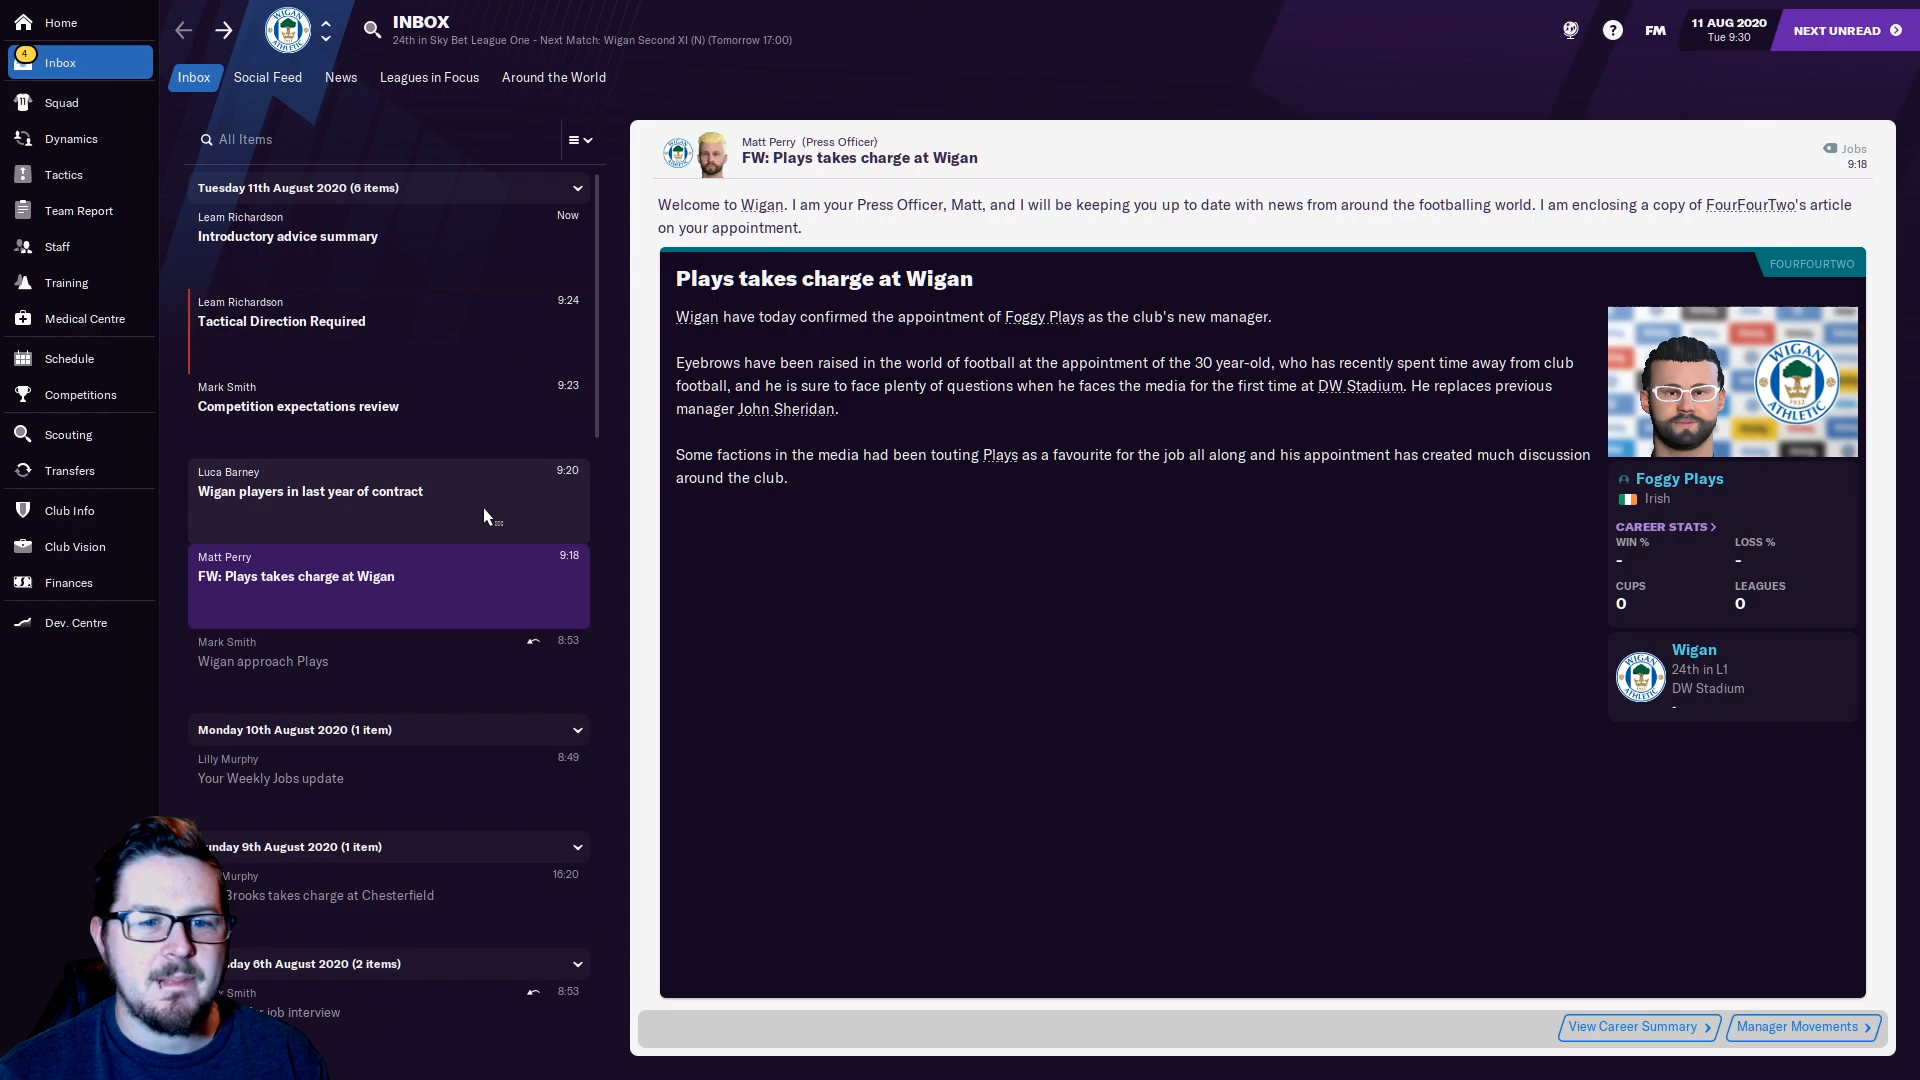 Home
4
Inbox
Squad
Dynamics
Tactics
Team Report
Staff
Training
Medical Centre
Schedule
Competitions
Scouting
Transfers
Club Info
Club Vision
Finances
Dev. Centre
INBOX
24th in Sky Bet League One - Next Match: Wigan Second XI (N) (Tomorrow 17:00)
FM
11 AUG 2020
Tue 9:30
NEXT UNREAD
Inbox
Social Feed
News
Leagues in Focus
Around the World
All Items
Tuesday 11th August 2020 (6 items)
Leam Richardson
Now
Introductory advice summary
Leam Richardson
9:24
Tactical Direction Required
Mark Smith
9:23
Competition expectations review
Luca Barney
9:20
Wigan players in last year of contract
Matt Perry
9:18
FW: Plays takes charge at Wigan
Mark Smith
8:53
Wigan approach Plays
Monday 10th August 2020 (1 item)
Lilly Murphy
8:49
Your Weekly Jobs update
unday 9th August 2020 (1 item)
Murphy
16:20
Brooks takes charge at Chesterfield
day 6th August 2020 (2 items)
Smith
8:53
job interview
Matt Perry (Press Officer)
FW: Plays takes charge at Wigan
Jobs
9:18
Welcome to Wigan. I am your Press Officer, Matt, and I will be keeping you up to date with news from around the footballing world. I am enclosing a copy of FourFourTwo's article
on your appointment.
FOURFOURTWO
Plays takes charge at Wigan
Wigan have today confirmed the appointment of Foggy Plays as the club's new manager.
Eyebrows have been raised in the world of football at the appointment of the 30 year-old, who has recently spent time away from club
football, and he is sure to face plenty of questions when he faces the media for the first time at DW Stadium. He replaces previous
manager John Sheridan.
Some factions in the media had been touting Plays as a favourite for the job all along and his appointment has created much discussion
around the club.
WIGAN
1932
ATHLETIC
Foggy Plays
Irish
CAREER STATS >
WIN %
LOSS %
-
-
CUPS
LEAGUES
0
0
Wigan
24th in L1
DW Stadium
-
View Career Summary >
Manager Movements >